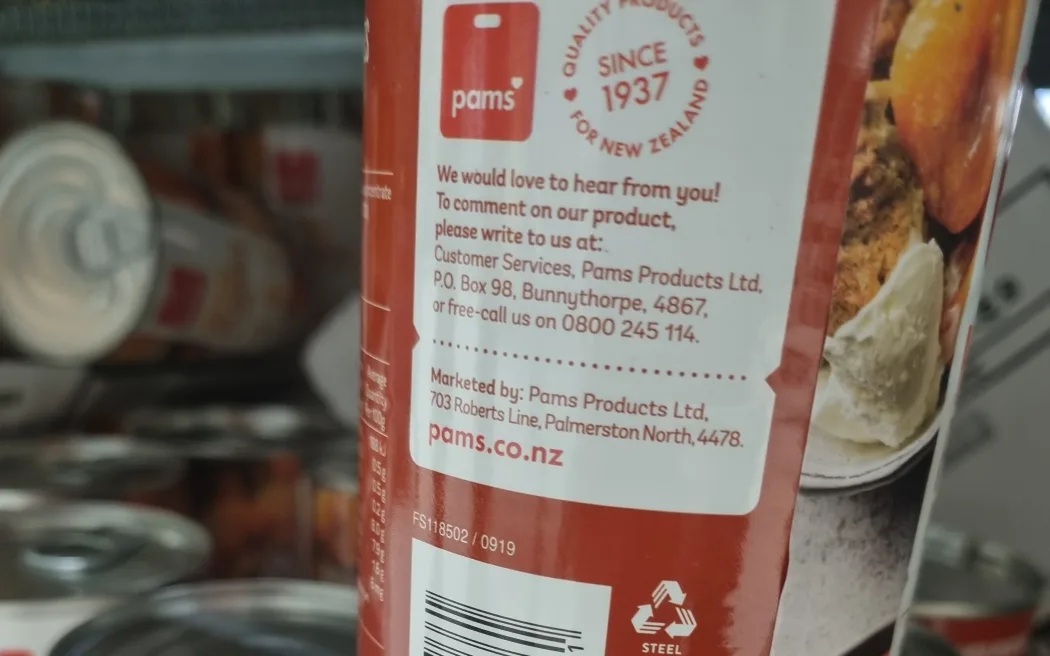 pams
QUALITY PRODUCTS
SINCE
1937
FOR NEW ZEALAND
We would love to hear from you!
To comment on our product,
please write to us at:
Customer Services, Pams Products Ltd,
P.O. Box 98, Bunnythorpe, 4867,
or free-call us on 0800 245 114.
Marketed by: Pams Products Ltd,
703 Roberts Line, Palmerston North, 4478.
pams.co.nz
FS118502 / 0919
STEEL